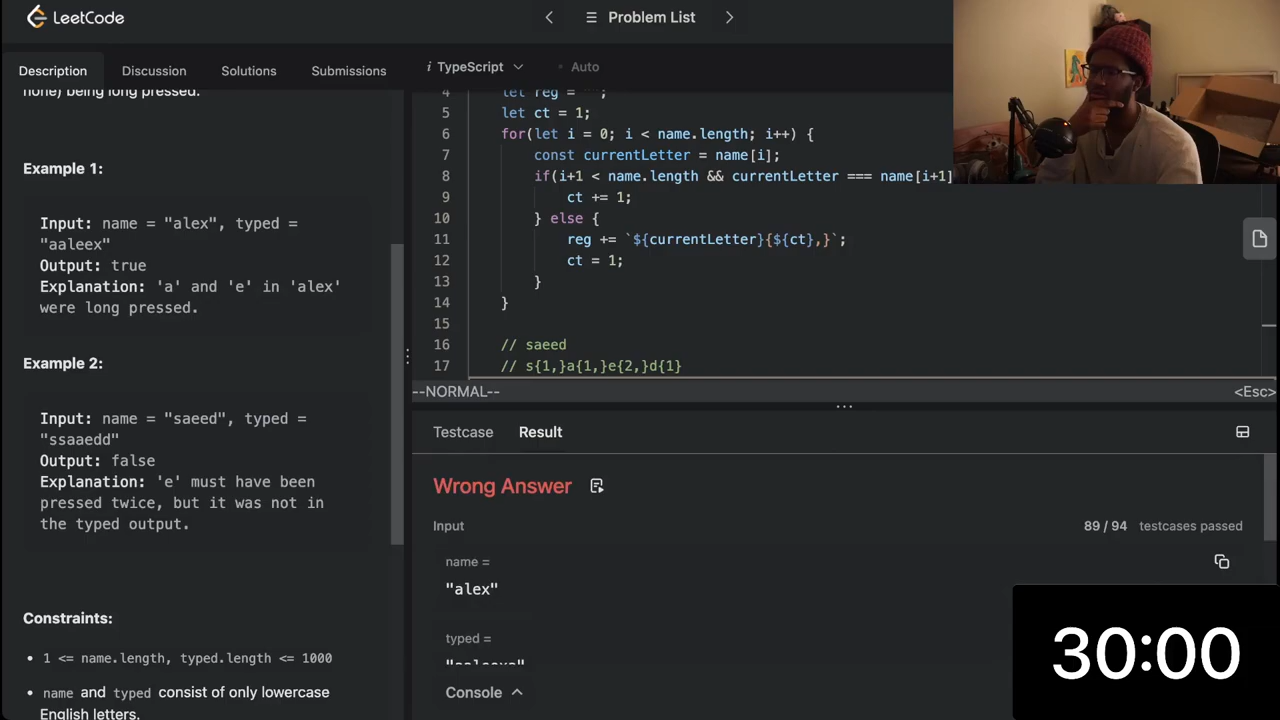 LeetCode
Problem List
Description
Discussion
Solutions
Submissions
TypeScript
Auto
none) being long pressed.
Example 1:
Input: name = "alex", typed =
"aaleex"
Output: true
Explanation: 'a' and 'e' in 'alex'
were long pressed.
Example 2:
Input: name = "saeed", typed =
"ssaaedd"
Output: false
Explanation: 'e' must have been
pressed twice, but it was not in
the typed output.
Constraints:
• 1 <= name.length, typed.length <= 1000
• name and typed consist of only lowercase
English letters.
4 let reg = "";
5 let ct = 1;
6 for(let i = 0; i < name.length; i++) {
7 const currentLetter = name[i];
8 if(i+1 < name.length && currentLetter === name[i+1]
9 ct += 1;
10 } else {
11 reg += `${currentLetter}{${ct},}`;
12 ct = 1;
13 }
14 }
15
16 // saeed
17 // s{1,}a{1,}e{2,}d{1}
--NORMAL--
<Esc>
Testcase
Result
Wrong Answer
Input
89 / 94 testcases passed
name =
"alex"
typed =
Console
30:00